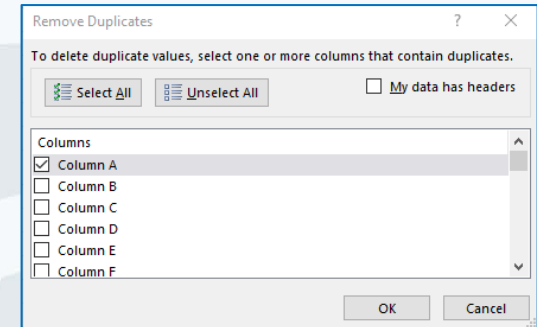 Remove Duplicates ? ×
To delete duplicate values, select one or more columns that contain duplicates.
Select All Unselect All My data has headers
Columns
Column A
Column B
Column C
Column D
Column E
Column F
OK Cancel